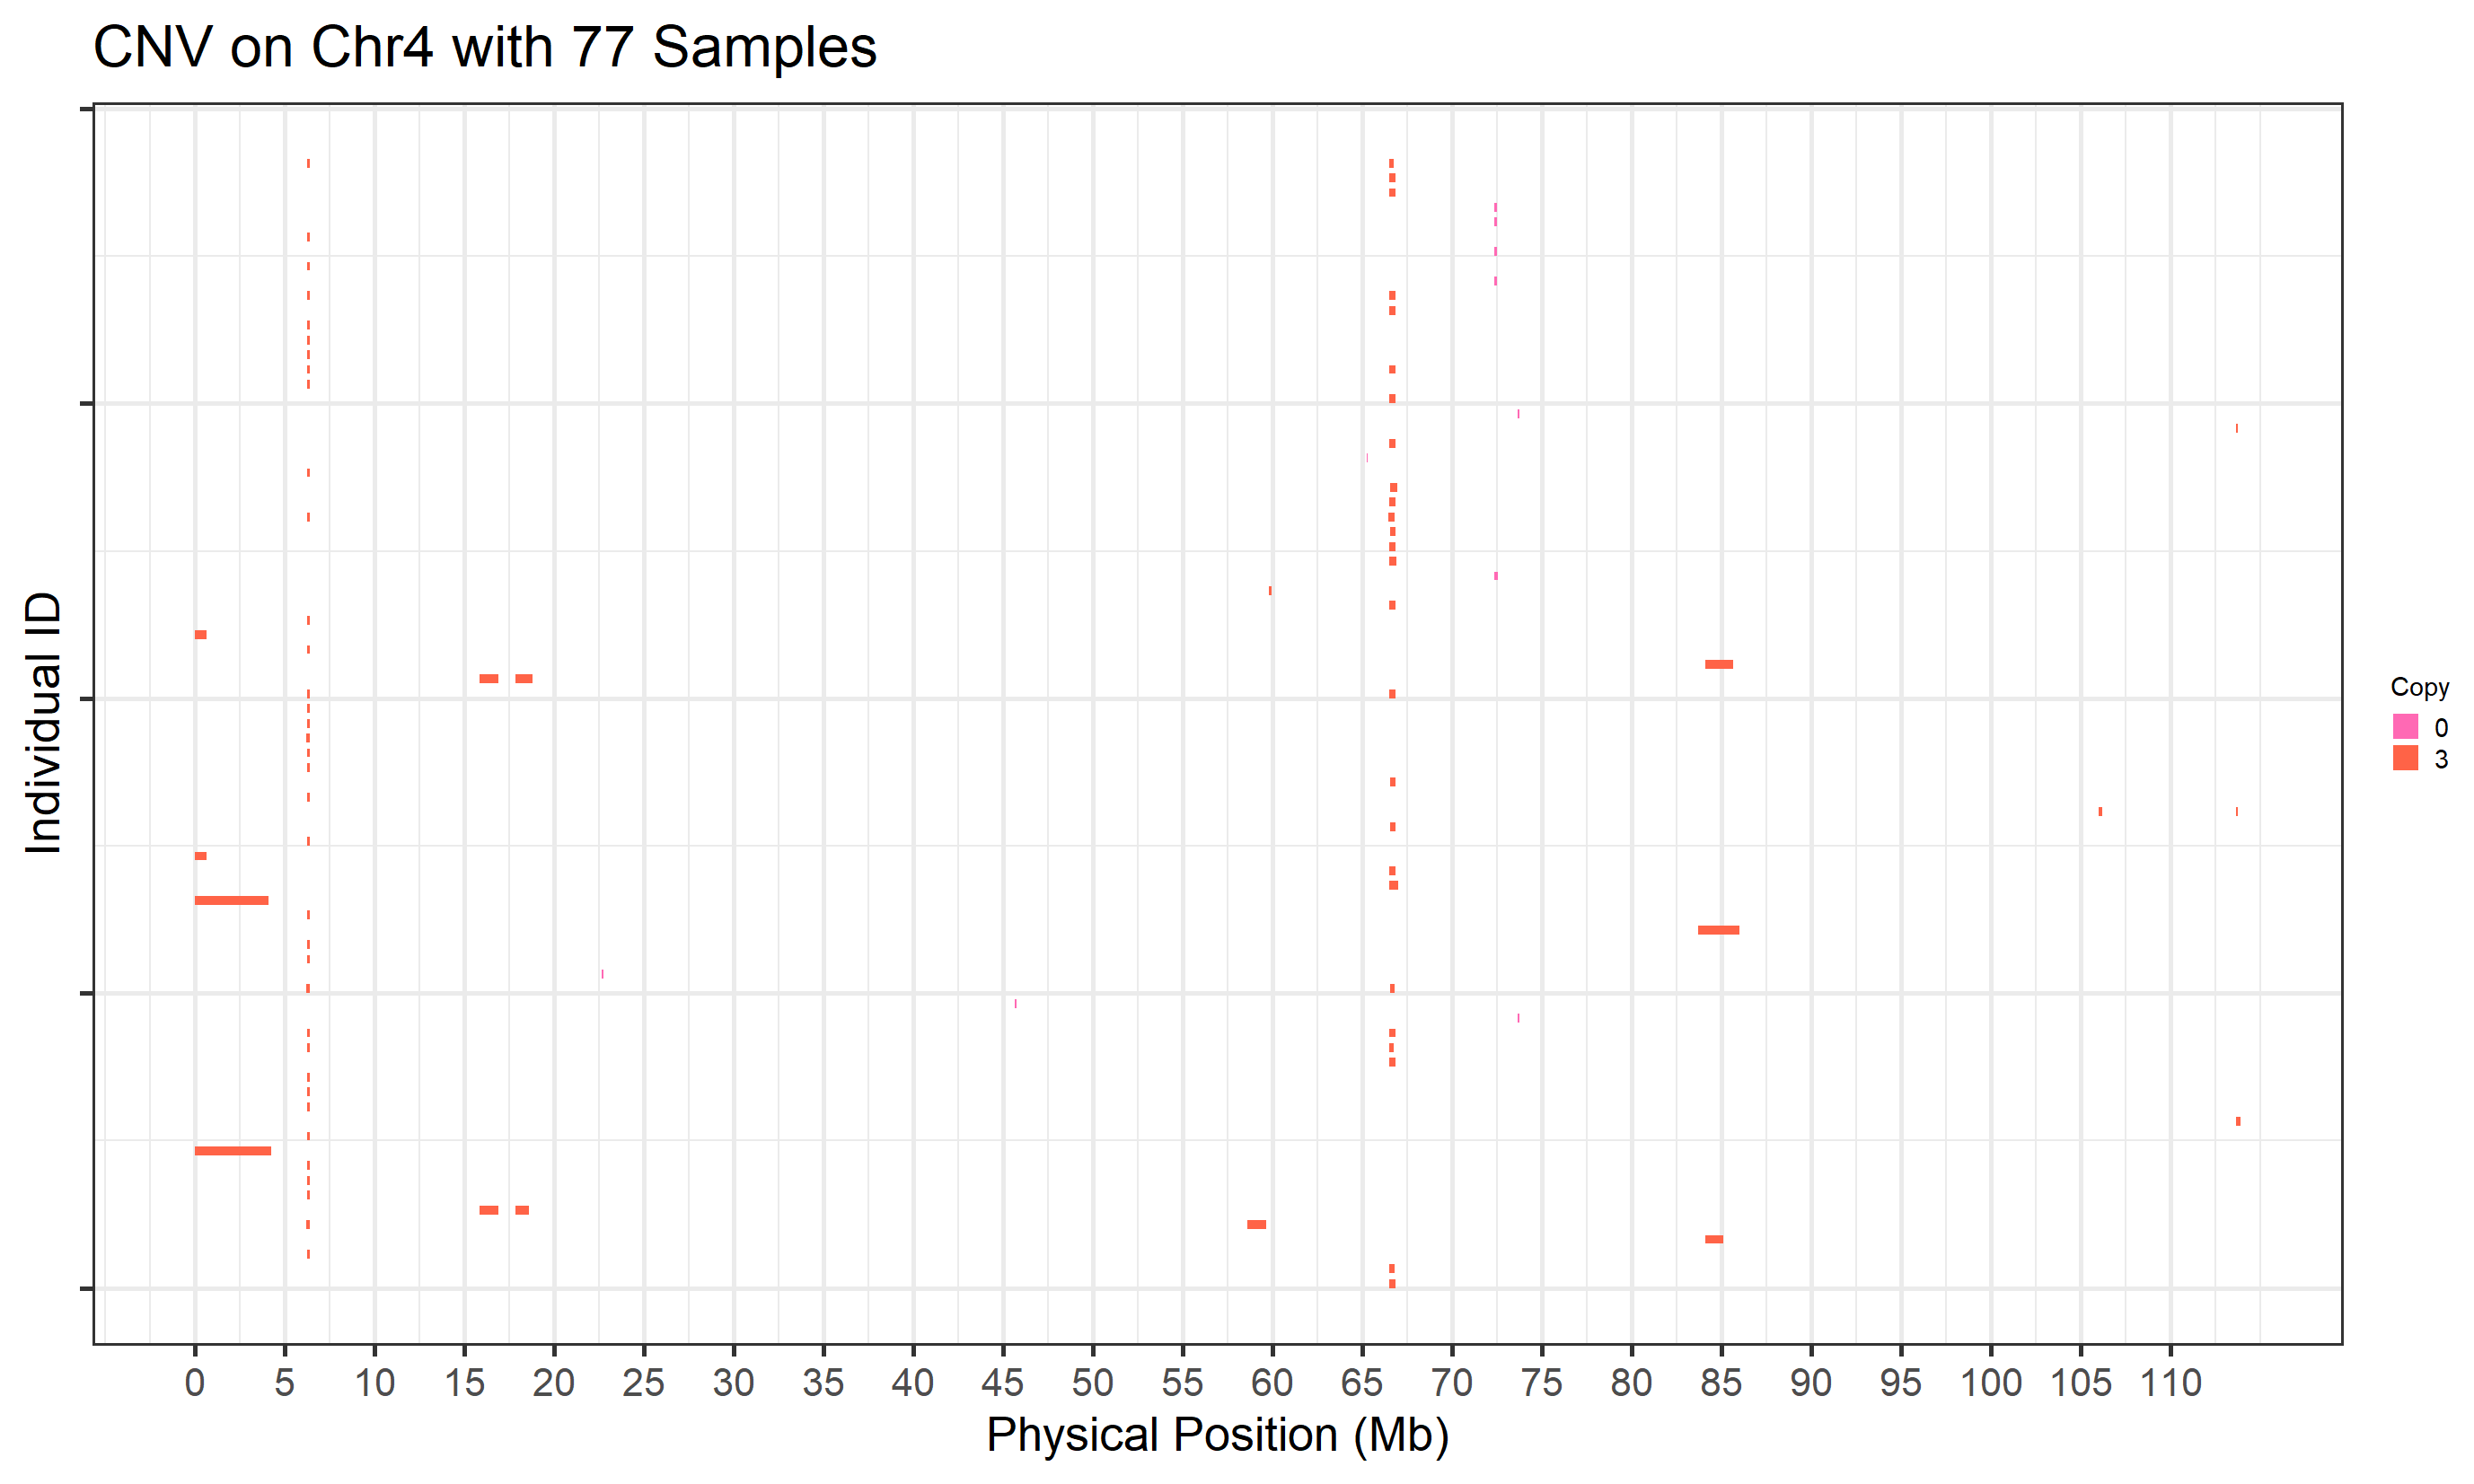 CNV on Chr4 with 77 Samples
Individual ID
Copy
0
3
0 5 10 15 20 25 30 35 40 45 50 55 60 65 70 75 80 85 90 95 100 105 110
Physical Position (Mb)